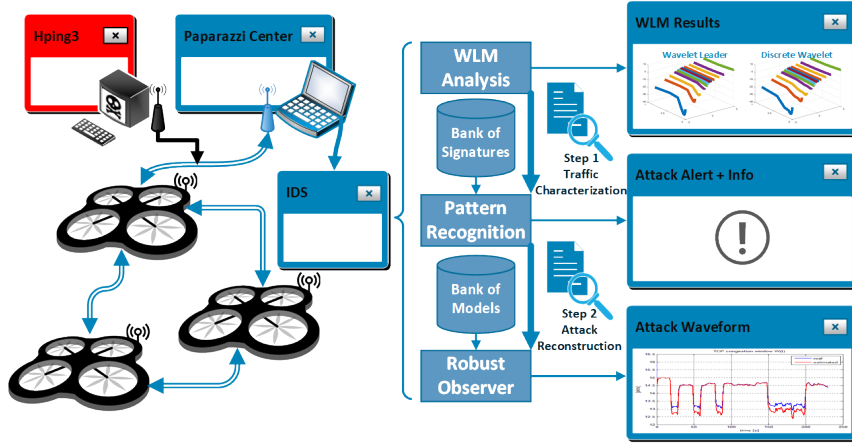 Hping3
Paparazzi Center
IDS
WLM
Analysis
Bank of
Signatures
Pattern
Recognition
Bank of
Models
Robust
Observer
Step 1
Traffic
Characterization
Step 2
Attack
Reconstruction
WLM Results
Wavelet Leader
Discrete Wavelet
Attack Alert + Info
Attack Waveform